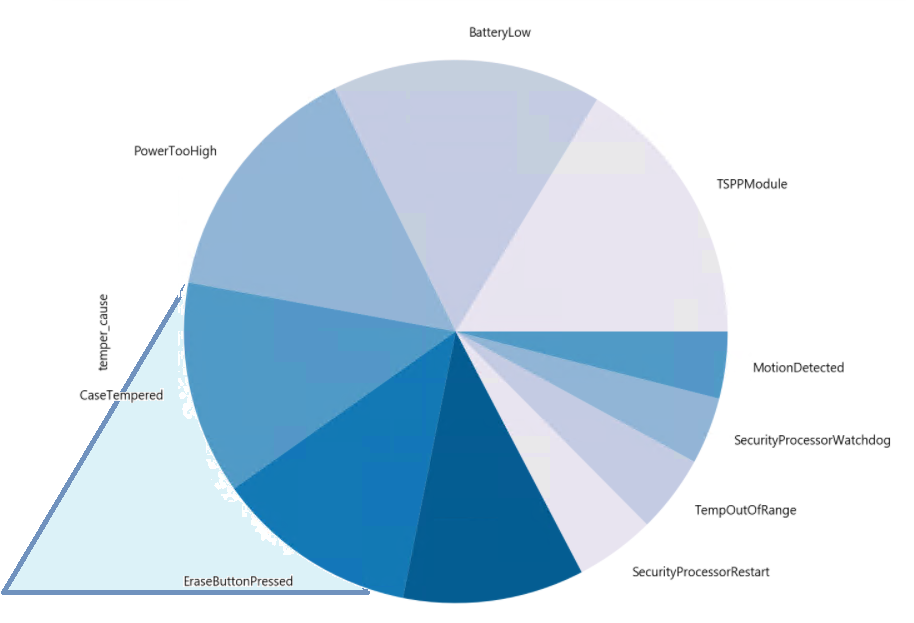 BatteryLow
PowerTooHigh
TSPPModule
temper_cause
MotionDetected
CaseTempered
SecurityProcessorWatchdog
TempOutOfRange
SecurityProcessorRestart
EraseButtonPressed